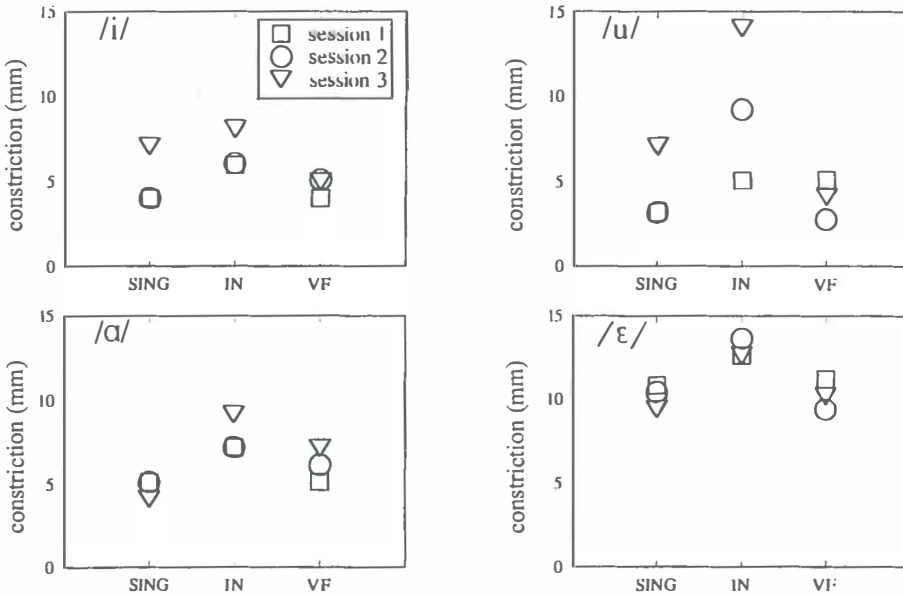 /i/
15
10
5
0
constriction (mm)
session 1
session 2
session 3
SING IN VF
/u/
15
10
5
0
constriction (mm)
SING IN VF
/ɑ/
15
10
5
0
constriction (mm)
SING IN VF
/ɛ/
15
10
5
0
constriction (mm)
SING IN VF